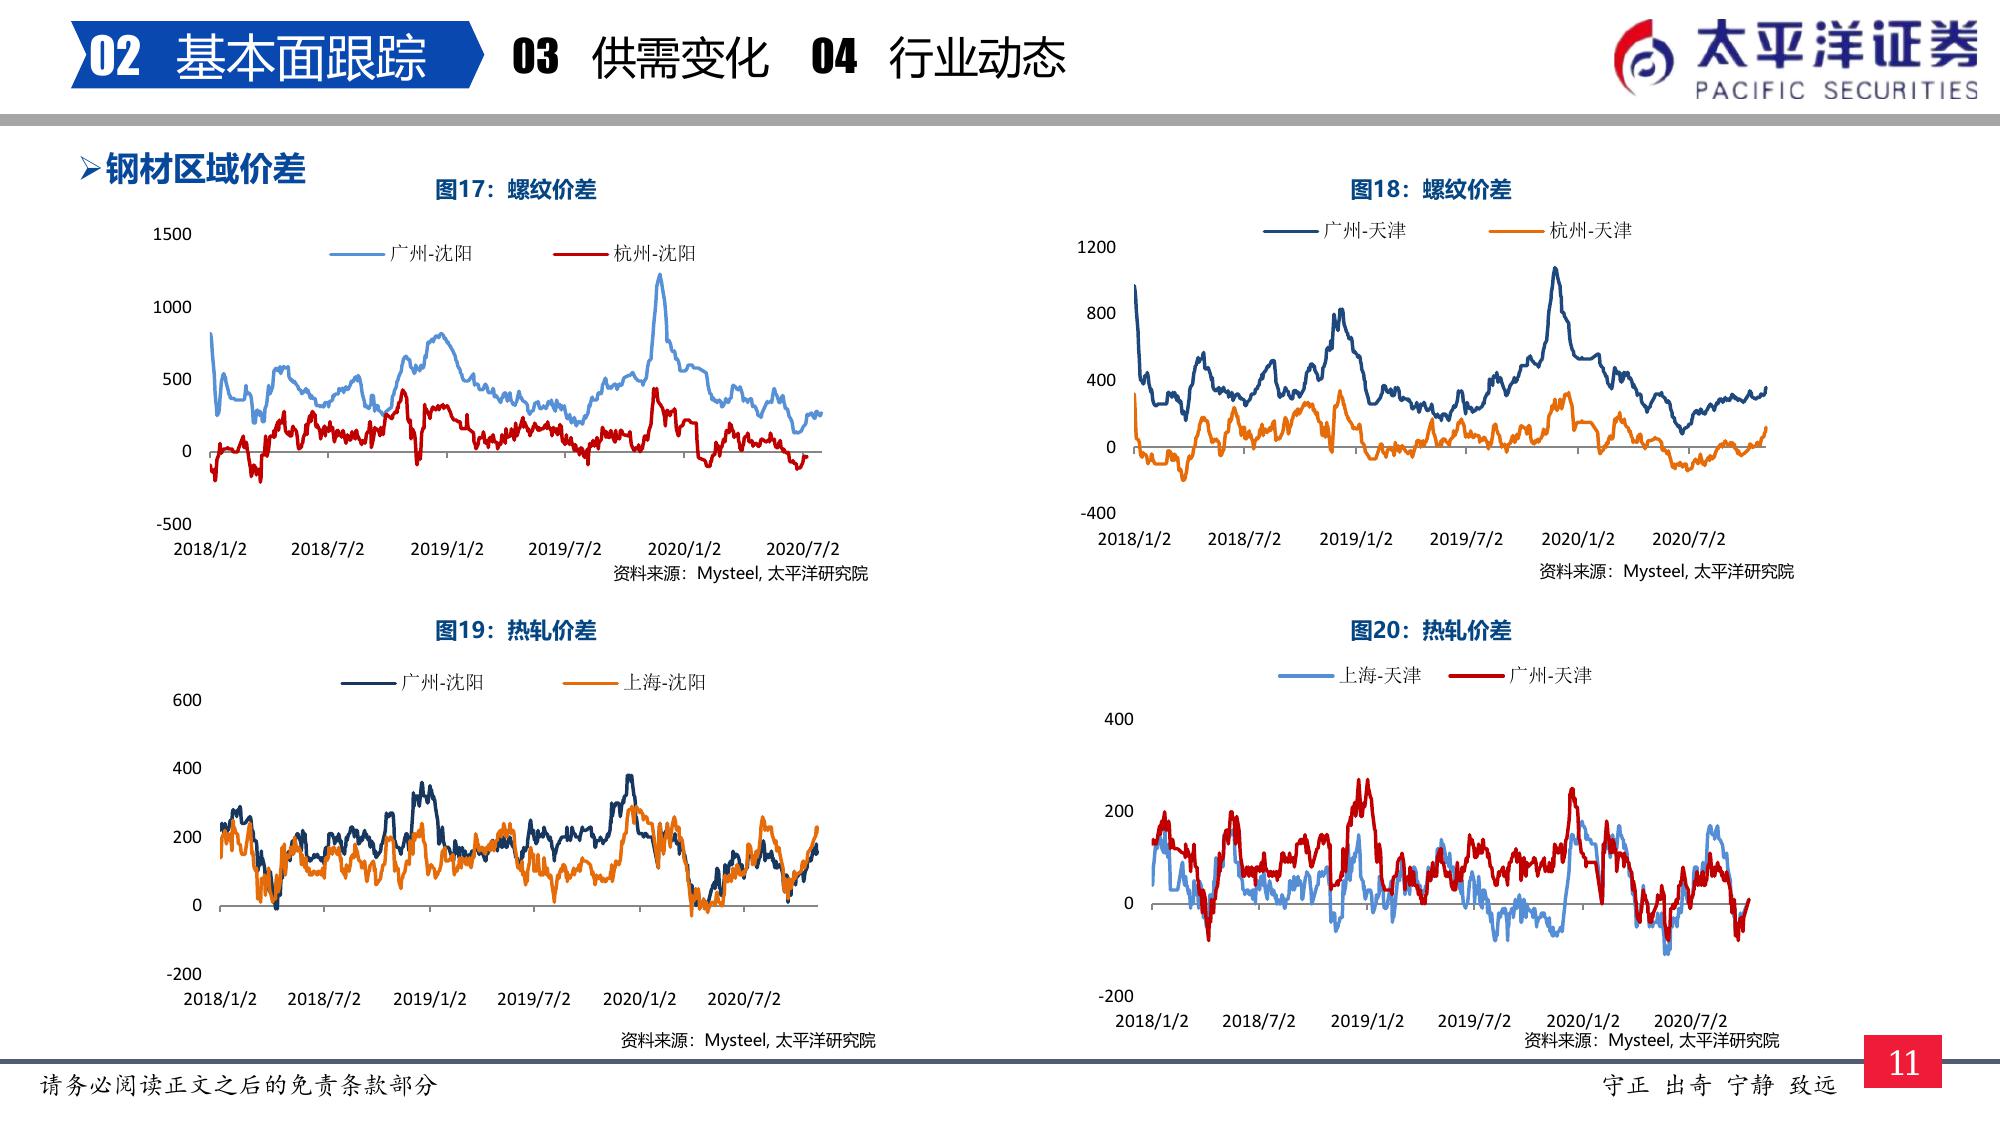 02 基本面跟踪 03 供需变化 04 行业动态
太平洋证券
PACIFIC SECURITIES
➢钢材区域价差
图17：螺纹价差
1500
广州-沈阳 杭州-沈阳
1000
500
0
-500
2018/1/2 2018/7/2 2019/1/2 2019/7/2 2020/1/2 2020/7/2
资料来源：Mysteel, 太平洋研究院
图18：螺纹价差
广州-天津 杭州-天津
1200
800
400
0
-400
2018/1/2 2018/7/2 2019/1/2 2019/7/2 2020/1/2 2020/7/2
资料来源：Mysteel, 太平洋研究院
图19：热轧价差
广州-沈阳 上海-沈阳
600
400
200
0
-200
2018/1/2 2018/7/2 2019/1/2 2019/7/2 2020/1/2 2020/7/2
资料来源：Mysteel, 太平洋研究院
图20：热轧价差
上海-天津 广州-天津
400
200
0
-200
2018/1/2 2018/7/2 2019/1/2 2019/7/2 2020/1/2 2020/7/2
资料来源：Mysteel, 太平洋研究院
请务必阅读正文之后的免责条款部分
守正 出奇 宁静 致远
11